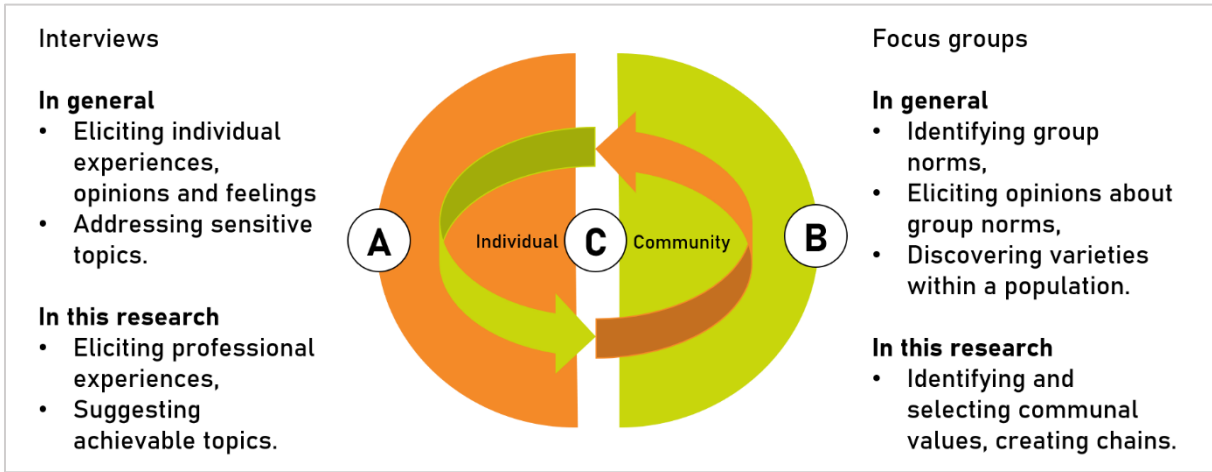 Interviews
In general
• Eliciting individual
experiences,
opinions and feelings
• Addressing sensitive
topics.
In this research
• Eliciting professional
experiences,
• Suggesting
achievable topics.
A
Individual
C
Community
B
Focus groups
In general
• Identifying group
norms,
• Eliciting opinions about
group norms,
• Discovering varieties
within a population.
In this research
• Identifying and
selecting communal
values, creating chains.